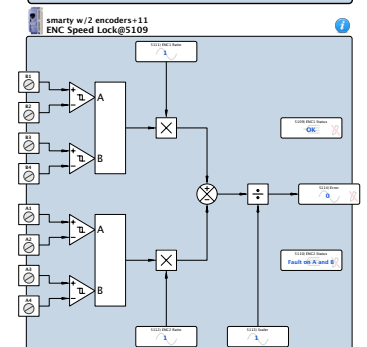 smarty w/2 encoders+11
ENC Speed Lock@5109
5111) ENC1 Ratio
1
B1
B2
A
B3
B4
B
5109) ENC1 Status
OK
5114) Error
0
A1
A2
A
A3
A4
B
5110) ENC2 Status
Fault on A and B
5112) ENC2 Ratio
1
5113) Scaler
1